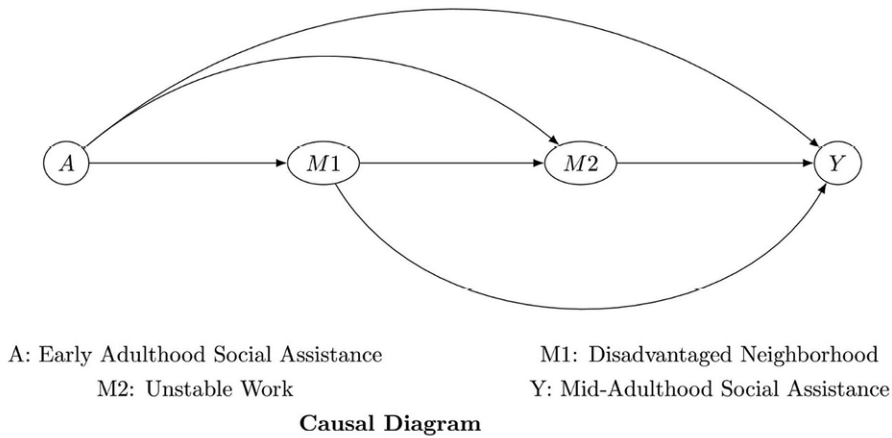 A M1 M2 Y
A: Early Adulthood Social Assistance M1: Disadvantaged Neighborhood
M2: Unstable Work Y: Mid-Adulthood Social Assistance
Causal Diagram